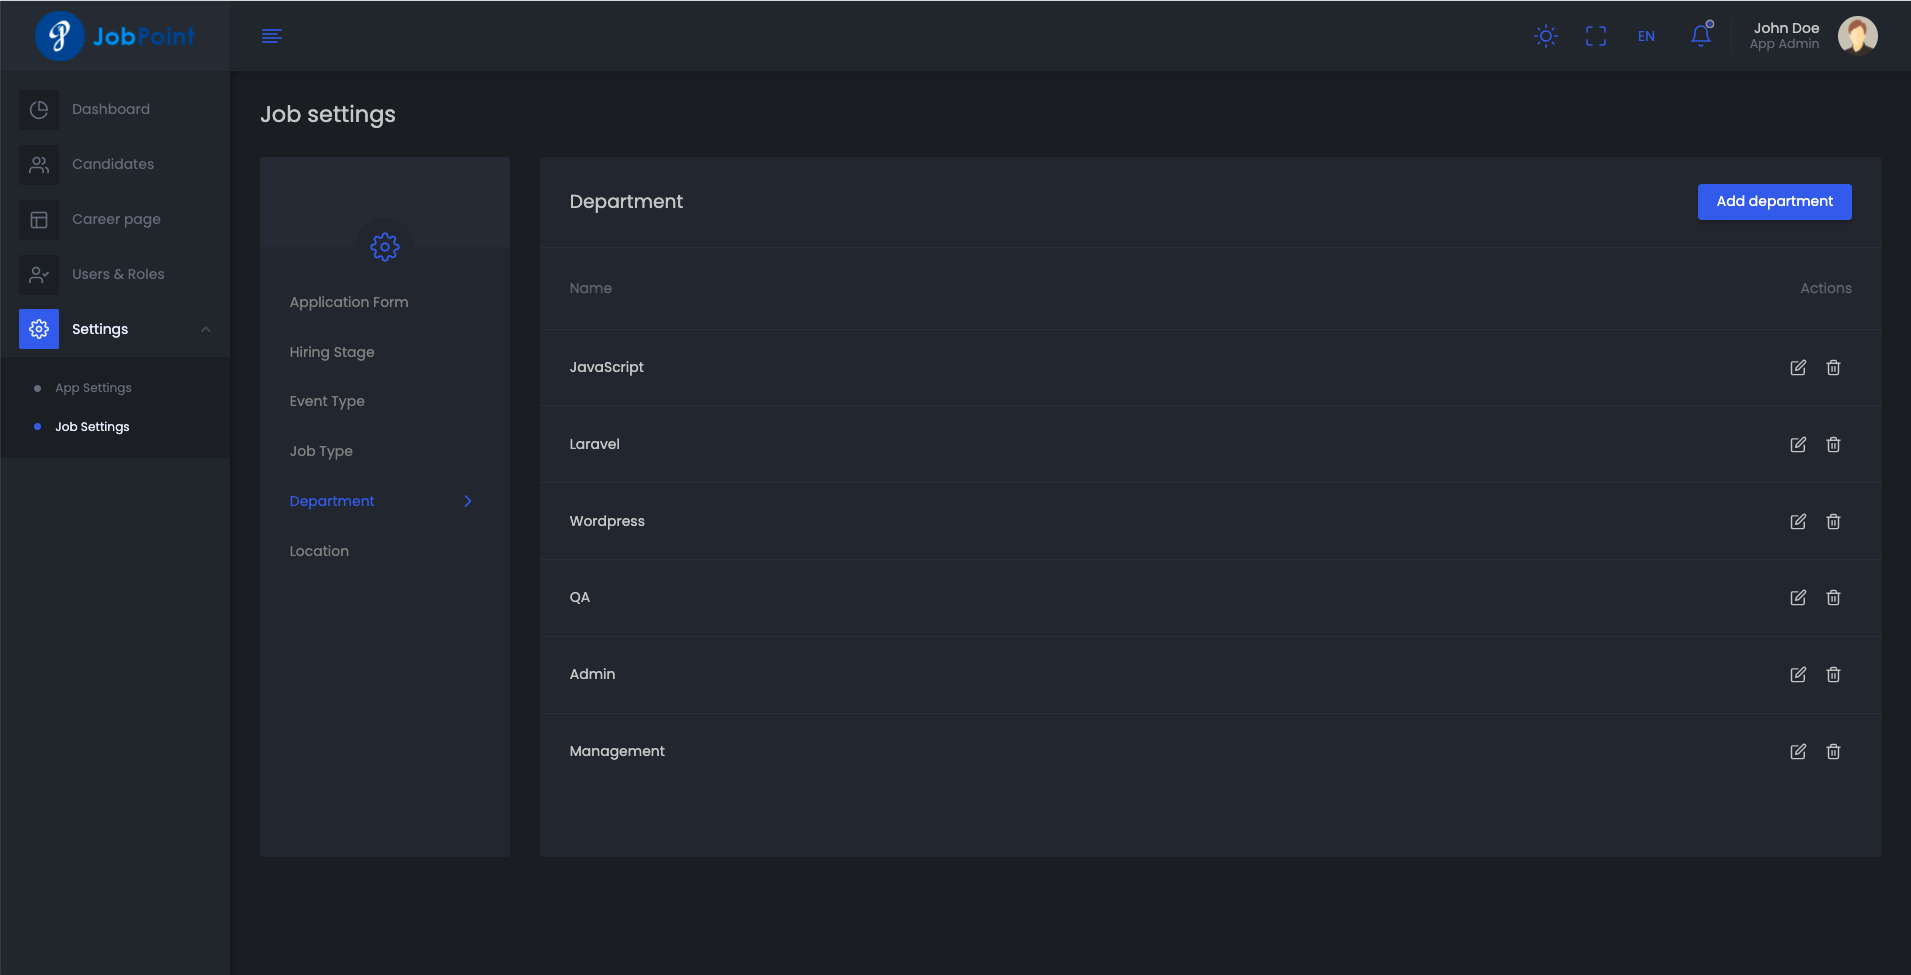 JobPoint
EN
John Doe
App Admin
Dashboard
Candidates
Career page
Users & Roles
Settings
App Settings
Job Settings
Job settings
Application Form
Hiring Stage
Event Type
Job Type
Department
Location
Department
Add department
Name Actions
JavaScript
Laravel
Wordpress
QA
Admin
Management